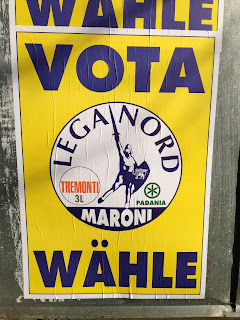 WÄHLE
VOTA
LEGA NORD
TREMONTI
3L
PADANIA
MARONI
WÄHLE